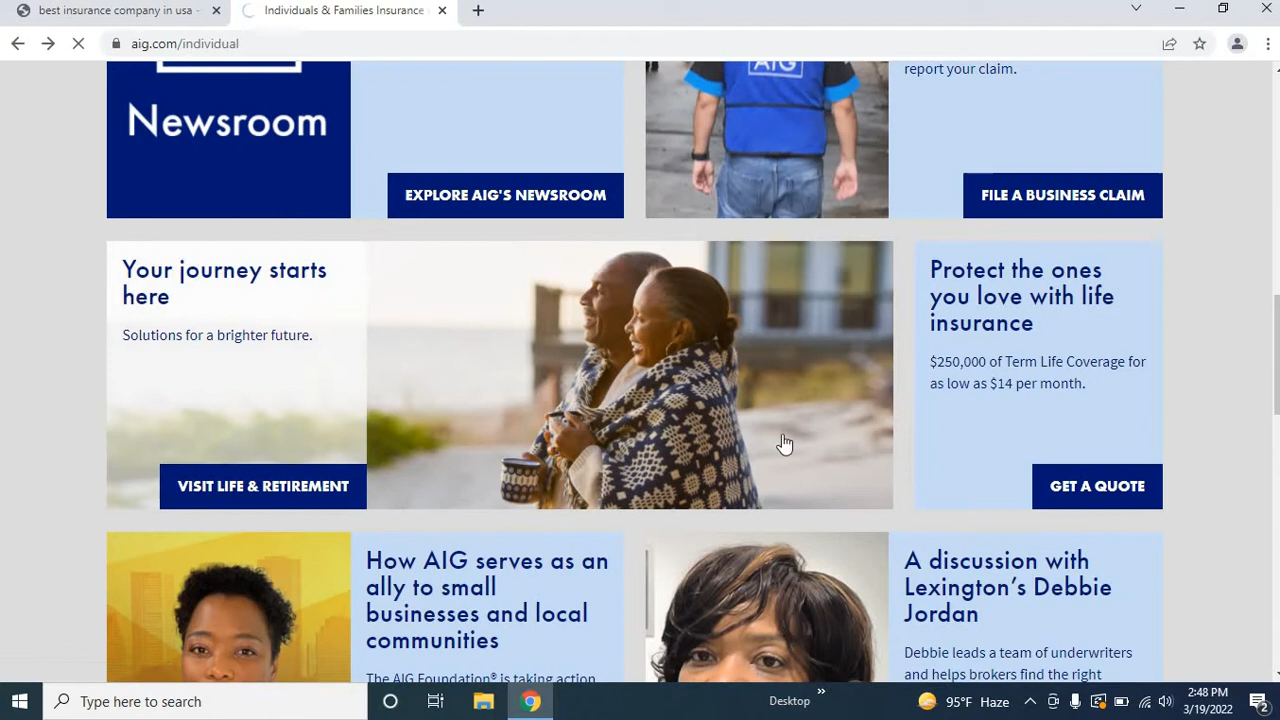 best insurance company in usa -
Individuals & Families Insurance
aig.com/individual
Newsroom
EXPLORE AIG'S NEWSROOM
AIG
report your claim.
FILE A BUSINESS CLAIM
Your journey starts
here
Solutions for a brighter future.
VISIT LIFE & RETIREMENT
Protect the ones
you love with life
insurance
$250,000 of Term Life Coverage for
as low as $14 per month.
GET A QUOTE
How AIG serves as an
ally to small
businesses and local
communities
The AIG Foundation® is taking action
A discussion with
Lexington’s Debbie
Jordan
Debbie leads a team of underwriters
and helps brokers find the right
Type here to search
Desktop
»
95°F Haze
2:48 PM
3/19/2022
2